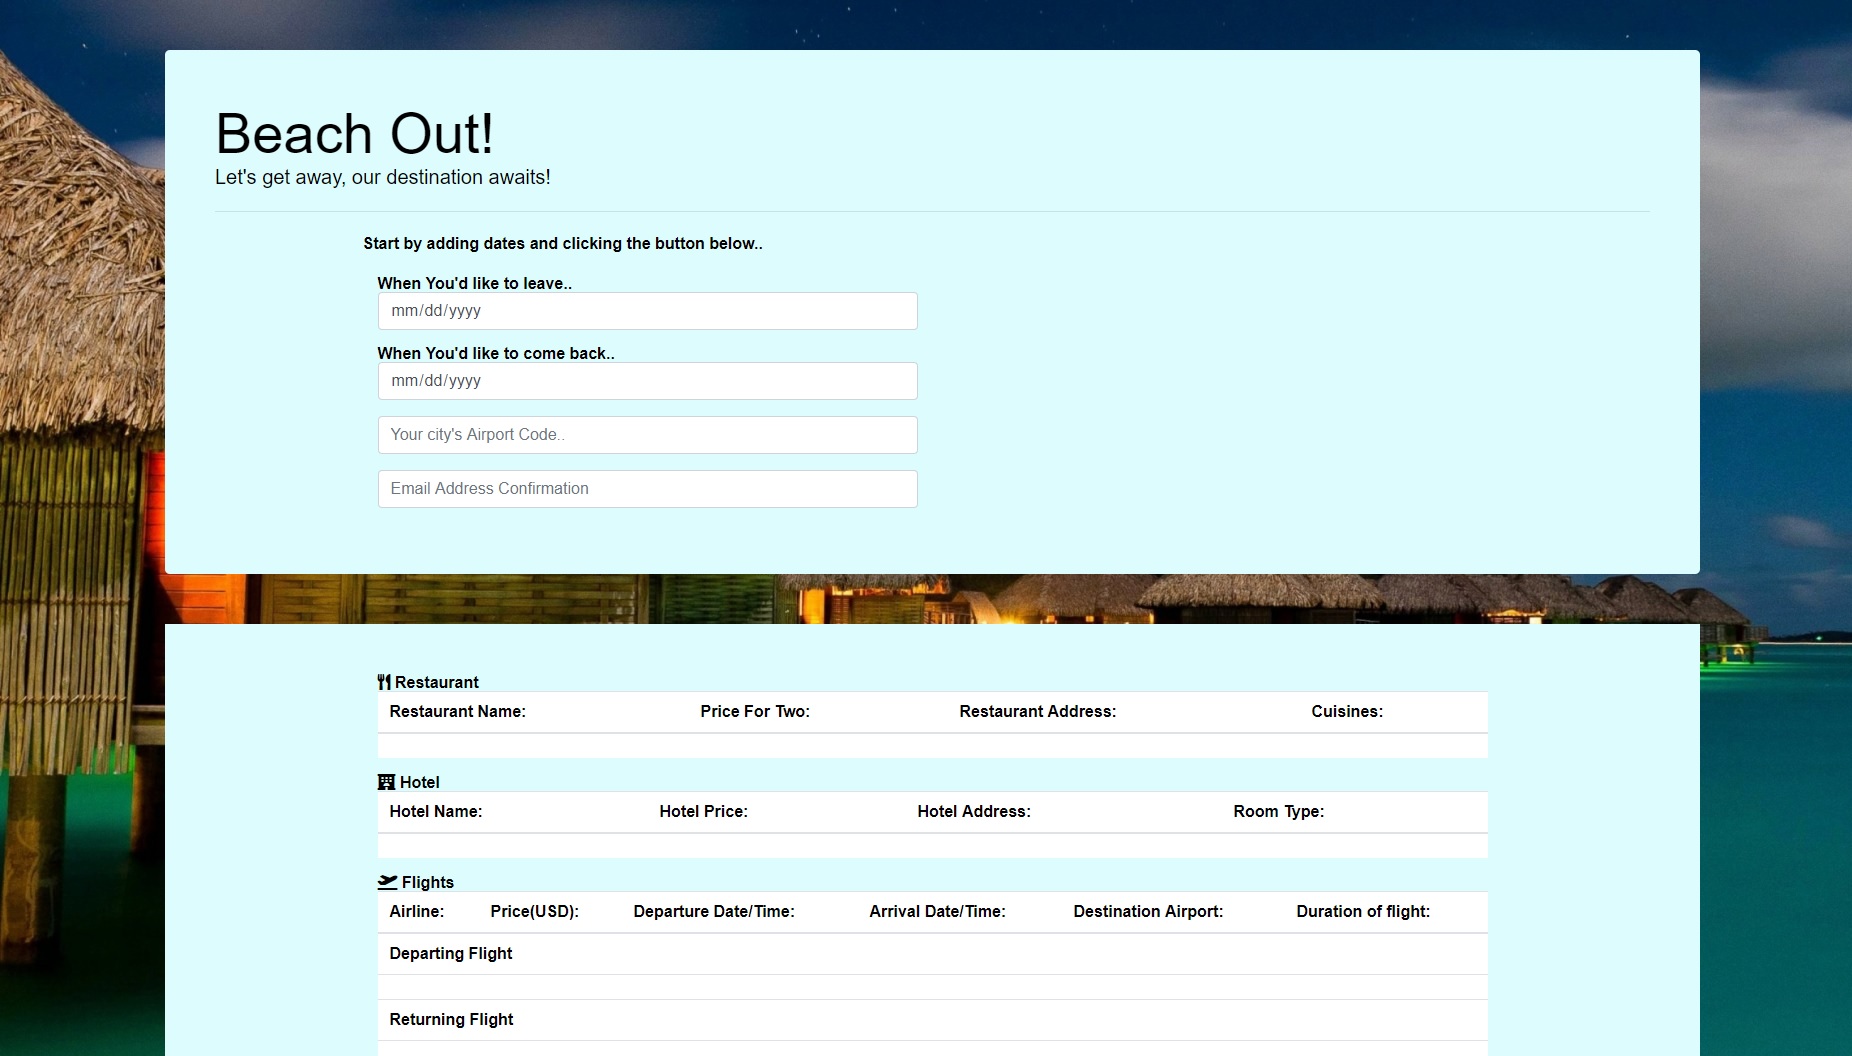 Beach Out!
Let's get away, our destination awaits!
Start by adding dates and clicking the button below..
When You'd like to leave..
mm/dd/yyyy
When You'd like to come back..
mm/dd/yyyy
Your city's Airport Code..
Email Address Confirmation
Restaurant
Restaurant Name: Price For Two: Restaurant Address: Cuisines:
Hotel
Hotel Name: Hotel Price: Hotel Address: Room Type:
Flights
Airline: Price(USD): Departure Date/Time: Arrival Date/Time: Destination Airport: Duration of flight:
Departing Flight
Returning Flight